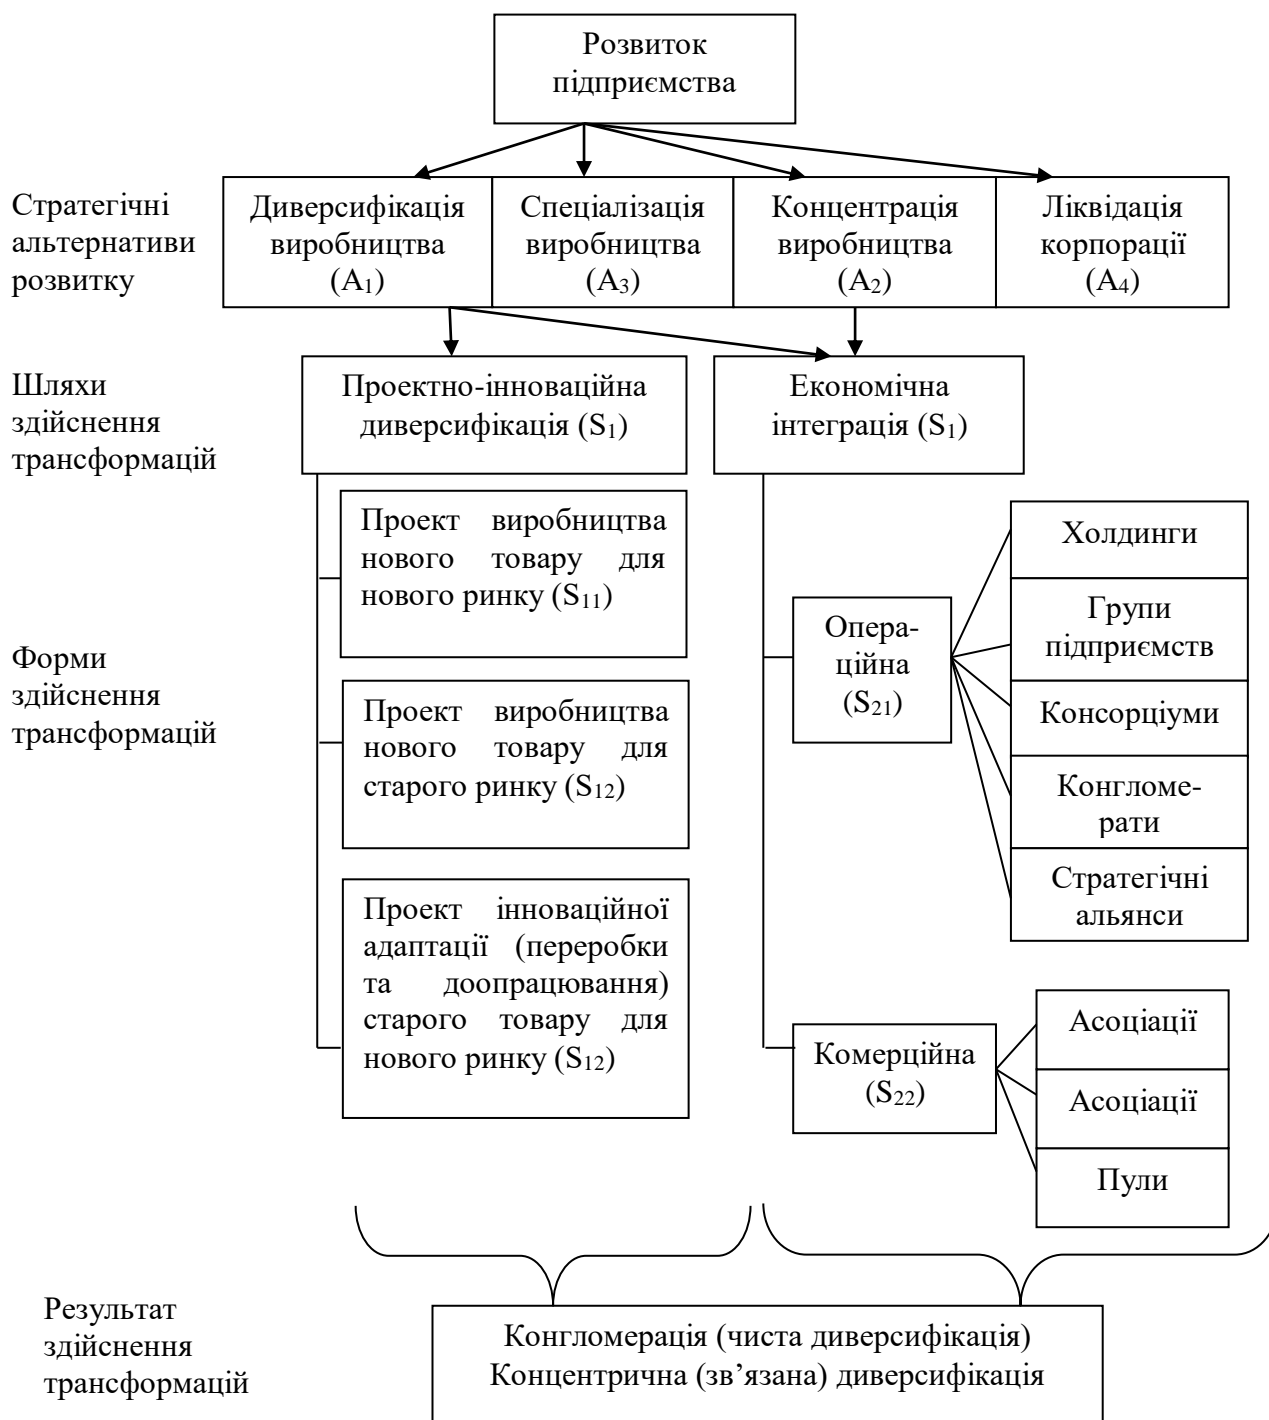 Розвиток
підприємства
Стратегічні
альтернативи
розвитку
Диверсифікація
виробництва
(A₁)
Спеціалізація
виробництва
(A₃)
Концентрація
виробництва
(A₂)
Ліквідація
корпорації
(A₄)
Шляхи
здійснення
трансформацій
Проектно-інноваційна
диверсифікація (S₁)
Економічна
інтеграція (S₁)
Форми
здійснення
трансформацій
Проект виробництва
нового товару для
нового ринку (S₁₁)
Проект виробництва
нового товару для
старого ринку (S₁₂)
Проект інноваційної
адаптації (переробки
та доопрацювання)
старого товару для
нового ринку (S₁₂)
Опера-
ційна
(S₂₁)
Холдинги
Групи
підприємств
Консорціуми
Конгломе-
рати
Стратегічні
альянси
Комерційна
(S₂₂)
Асоціації
Асоціації
Пули
Результат
здійснення
трансформацій
Конгломерація (чиста диверсифікація)
Концентрична (зв’язана) диверсифікація